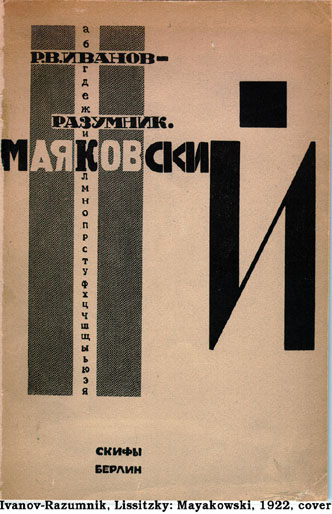 Р.В.ИВАНОВ-
РАЗУМНИК.
МАЯКОВСКИЙ
а б г д е ж и л м н о п р с т у ф х ц ч ш щ ы ь ю э я
СКИФЫ
БЕРЛИН
Ivanov-Razumnik, Lissitzky: Mayakowski, 1922, cover